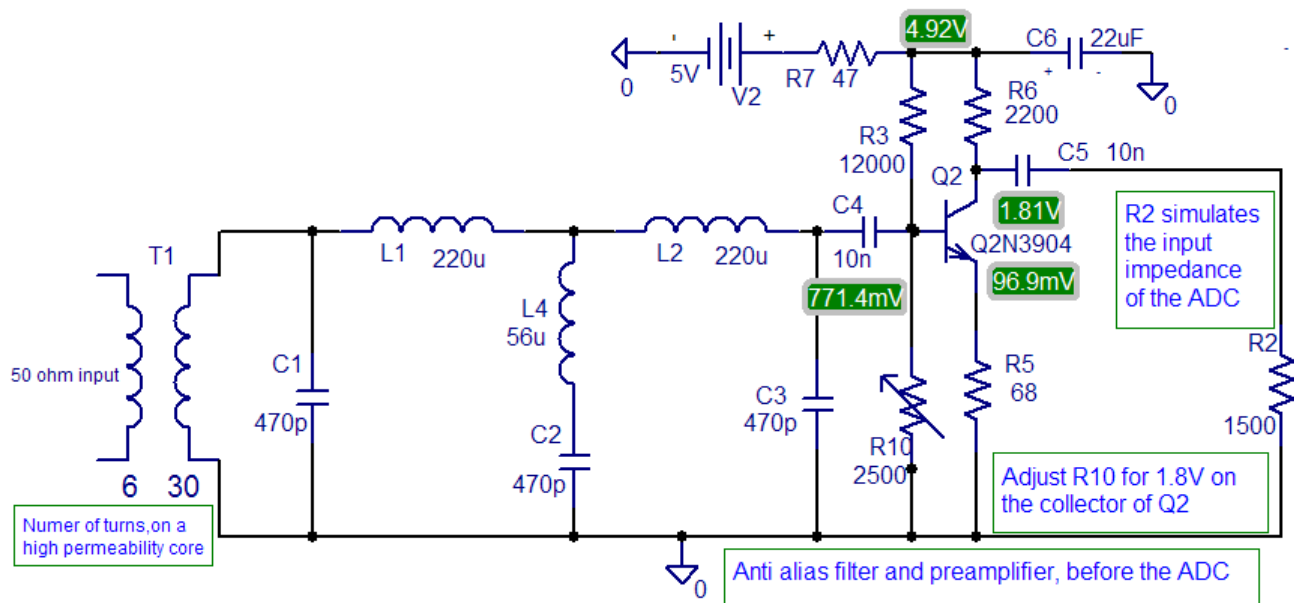 4.92V
C6
22uF
-
+
-
+
-
0
5V
V2
R7
47
0
R3
12000
R6
2200
C5
10n
Q2
T1
C4
10n
1.81V
Q2N3904
R2 simulates
the input
impedance
of the ADC
L1
220u
L2
220u
771.4mV
96.9mV
L4
56u
R2
1500
50 ohm input
C1
470p
C3
470p
R5
68
C2
470p
R10
2500
6
30
Adjust R10 for 1.8V on
the collector of Q2
Numer of turns,on a
high permeability core
0
Anti alias filter and preamplifier, before the ADC